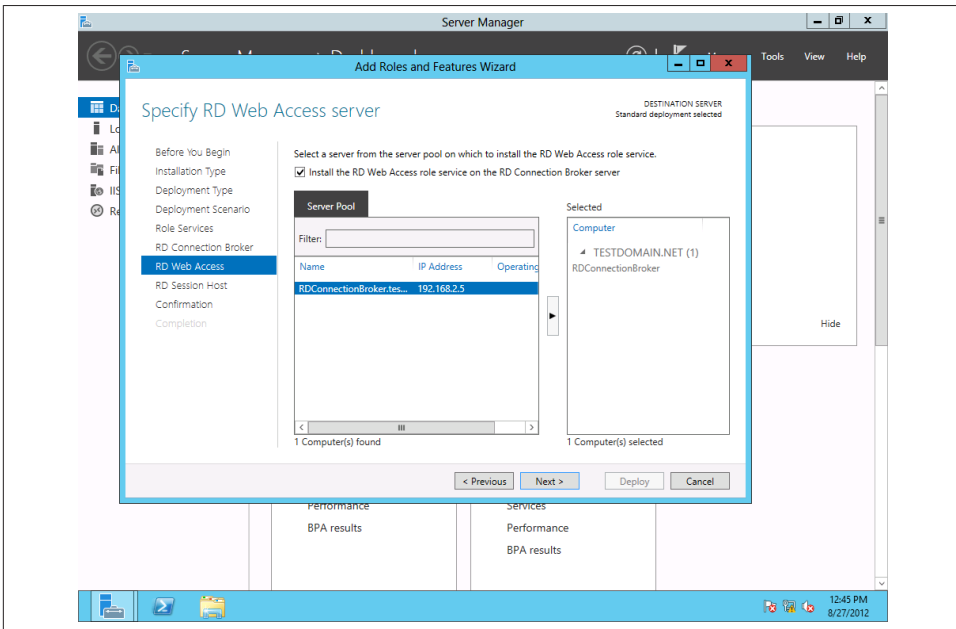 Server Manager
Tools View Help
Add Roles and Features Wizard
Specify RD Web Access server
DESTINATION SERVER
Standard deployment selected
Before You Begin
Installation Type
Deployment Type
Deployment Scenario
Role Services
RD Connection Broker
RD Web Access
RD Session Host
Confirmation
Completion
Select a server from the server pool on which to install the RD Web Access role service.
Install the RD Web Access role service on the RD Connection Broker server
Server Pool
Filter:
Name IP Address Operating
RDConnectionBroker.tes... 192.168.2.5
1 Computer(s) found
Selected
Computer
TESTDOMAIN.NET (1)
RDConnectionBroker
1 Computer(s) selected
Hide
< Previous Next > Deploy Cancel
Performance
BPA results
Services
Performance
BPA results
12:45 PM
8/27/2012